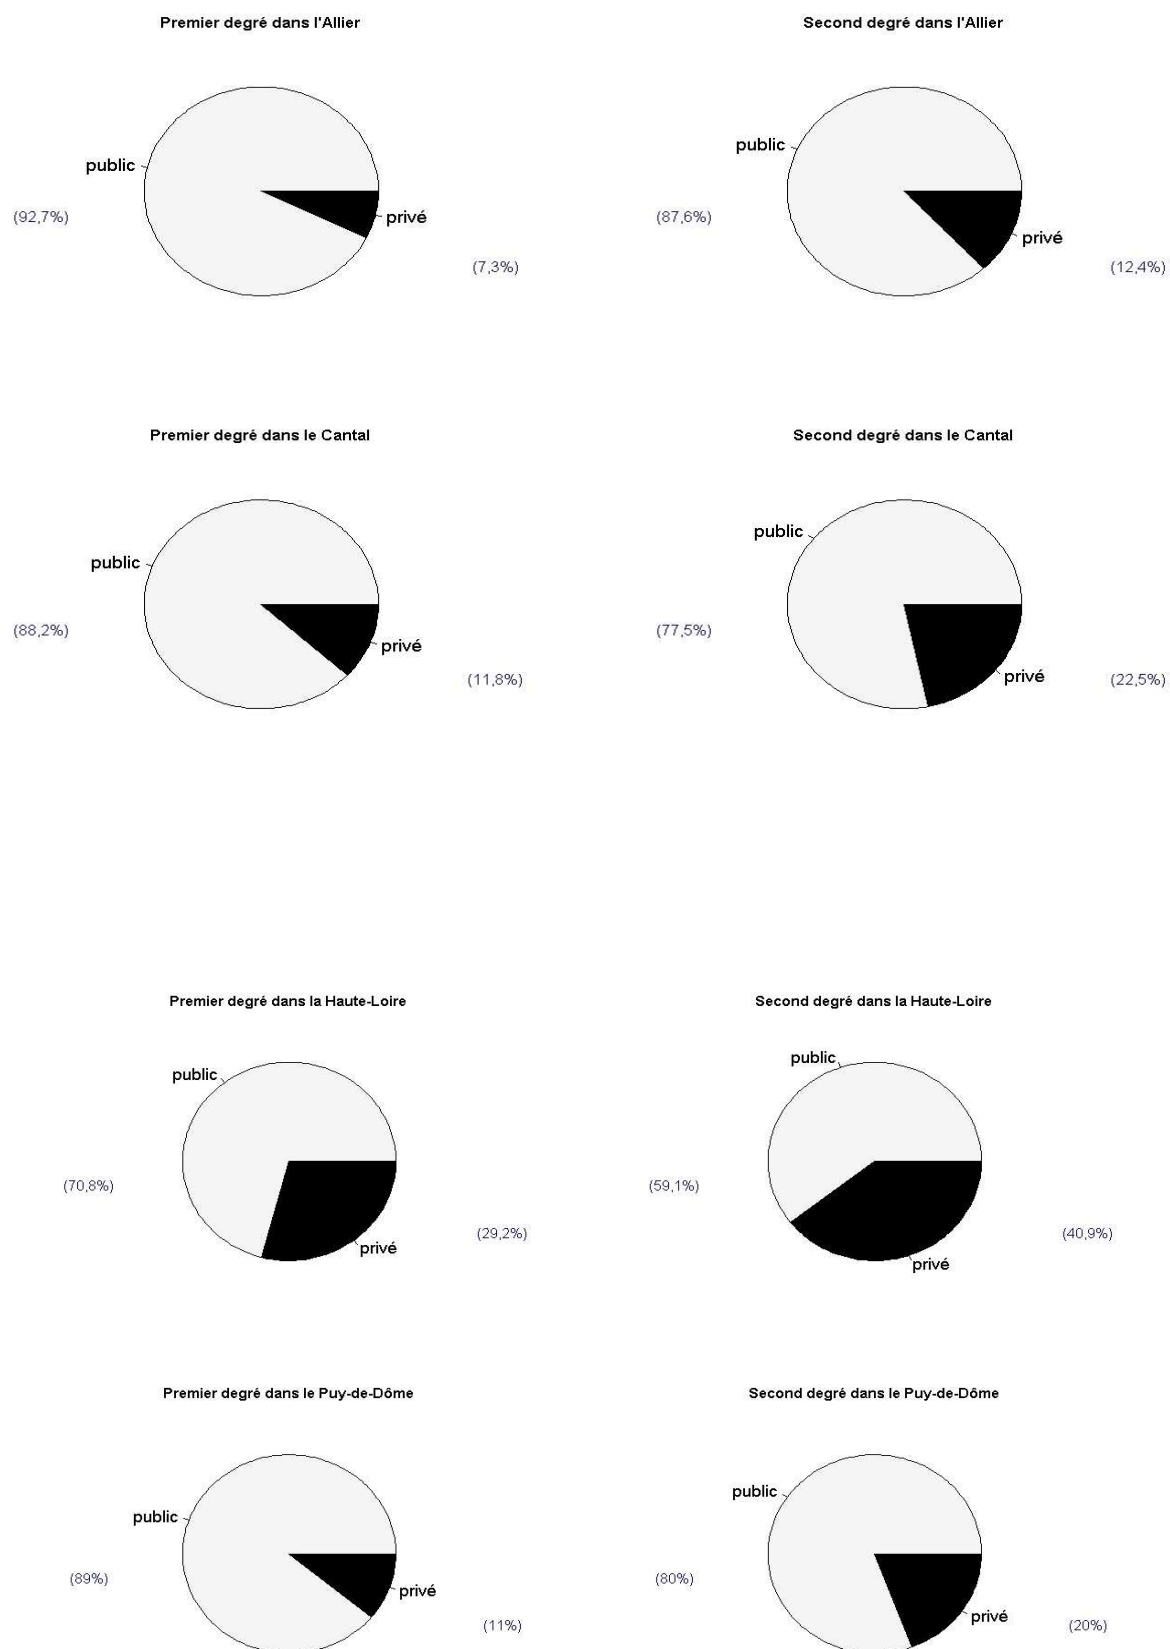 Premier degré dans l'Allier
public
(92,7%)
privé
(7,3%)
Second degré dans l'Allier
public
(87,6%)
privé
(12,4%)
Premier degré dans le Cantal
public
(88,2%)
privé
(11,8%)
Second degré dans le Cantal
public
(77,5%)
privé
(22,5%)
Premier degré dans la Haute-Loire
public
(70,8%)
privé
(29,2%)
Second degré dans la Haute-Loire
public
(59,1%)
privé
(40,9%)
Premier degré dans le Puy-de-Dôme
public
(89%)
privé
(11%)
Second degré dans le Puy-de-Dôme
public
(80%)
privé
(20%)